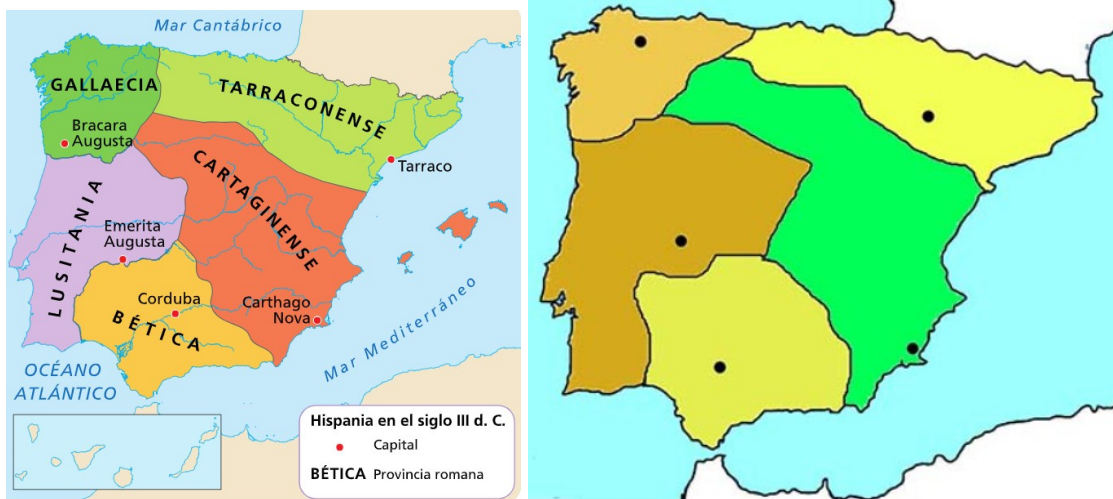 Mar Cantábrico
GALLAECIA
TARRACONENSE
Bracara
Augusta
Tarraco
CARTAGINENSE
LUSITANIA
Emerita
Augusta
Corduba
Carthago
Nova
BÉTICA
Mar Mediterráneo
OCÉANO
ATLÁNTICO
Hispania en el siglo III d. C.
Capital
BÉTICA Provincia romana